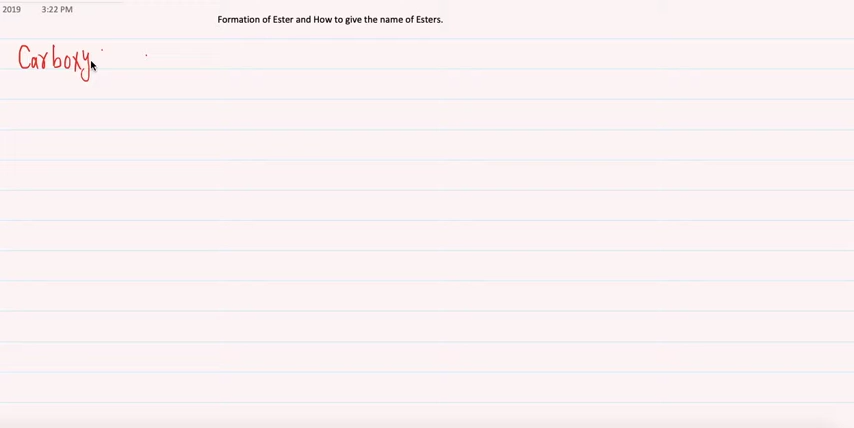 2019 3:22 PM
Formation of Ester and How to give the name of Esters.
Carboxy